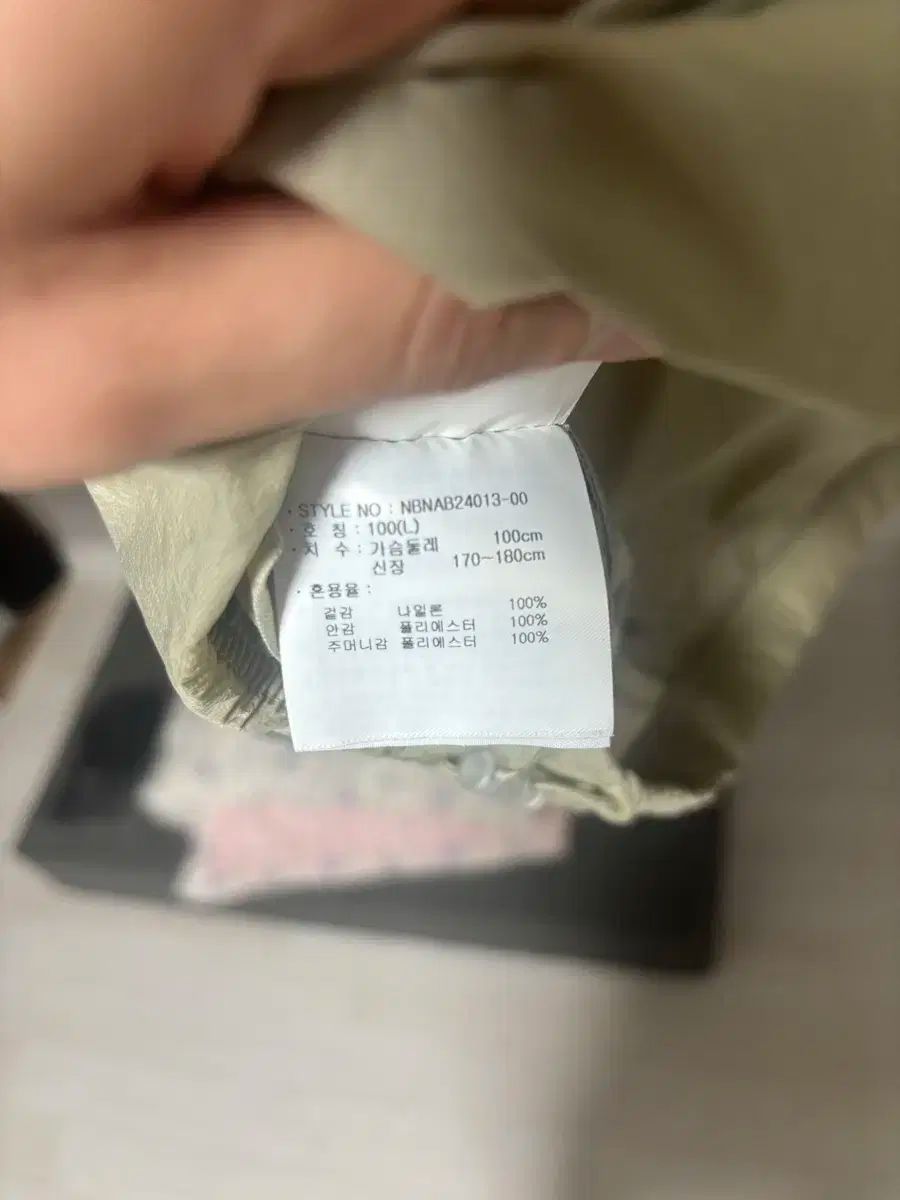 · STYLE NO : NBNAB24013-00
· 호 칭 : 100(L)
· 치 수 : 가슴둘레 100cm
신장 170~180cm
· 혼용율 :
겉감 나일론 100%
안감 폴리에스터 100%
주머니감 폴리에스터 100%